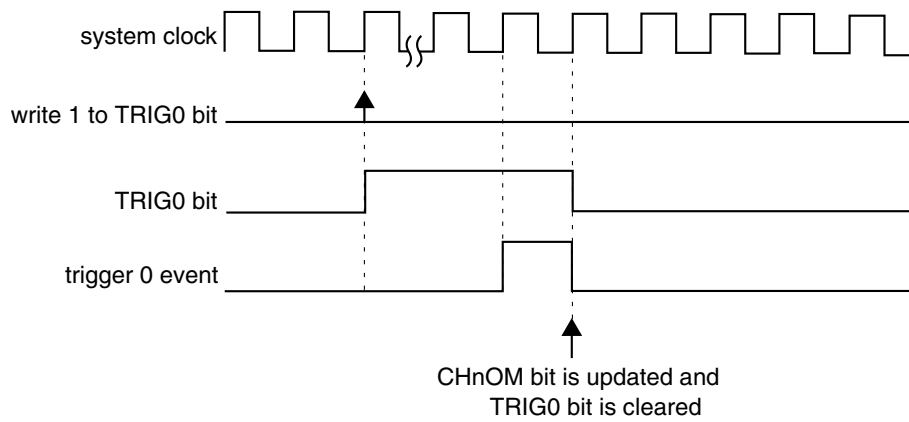 system clock
write 1 to TRIG0 bit
TRIG0 bit
trigger 0 event
CHnOM bit is updated and
TRIG0 bit is cleared